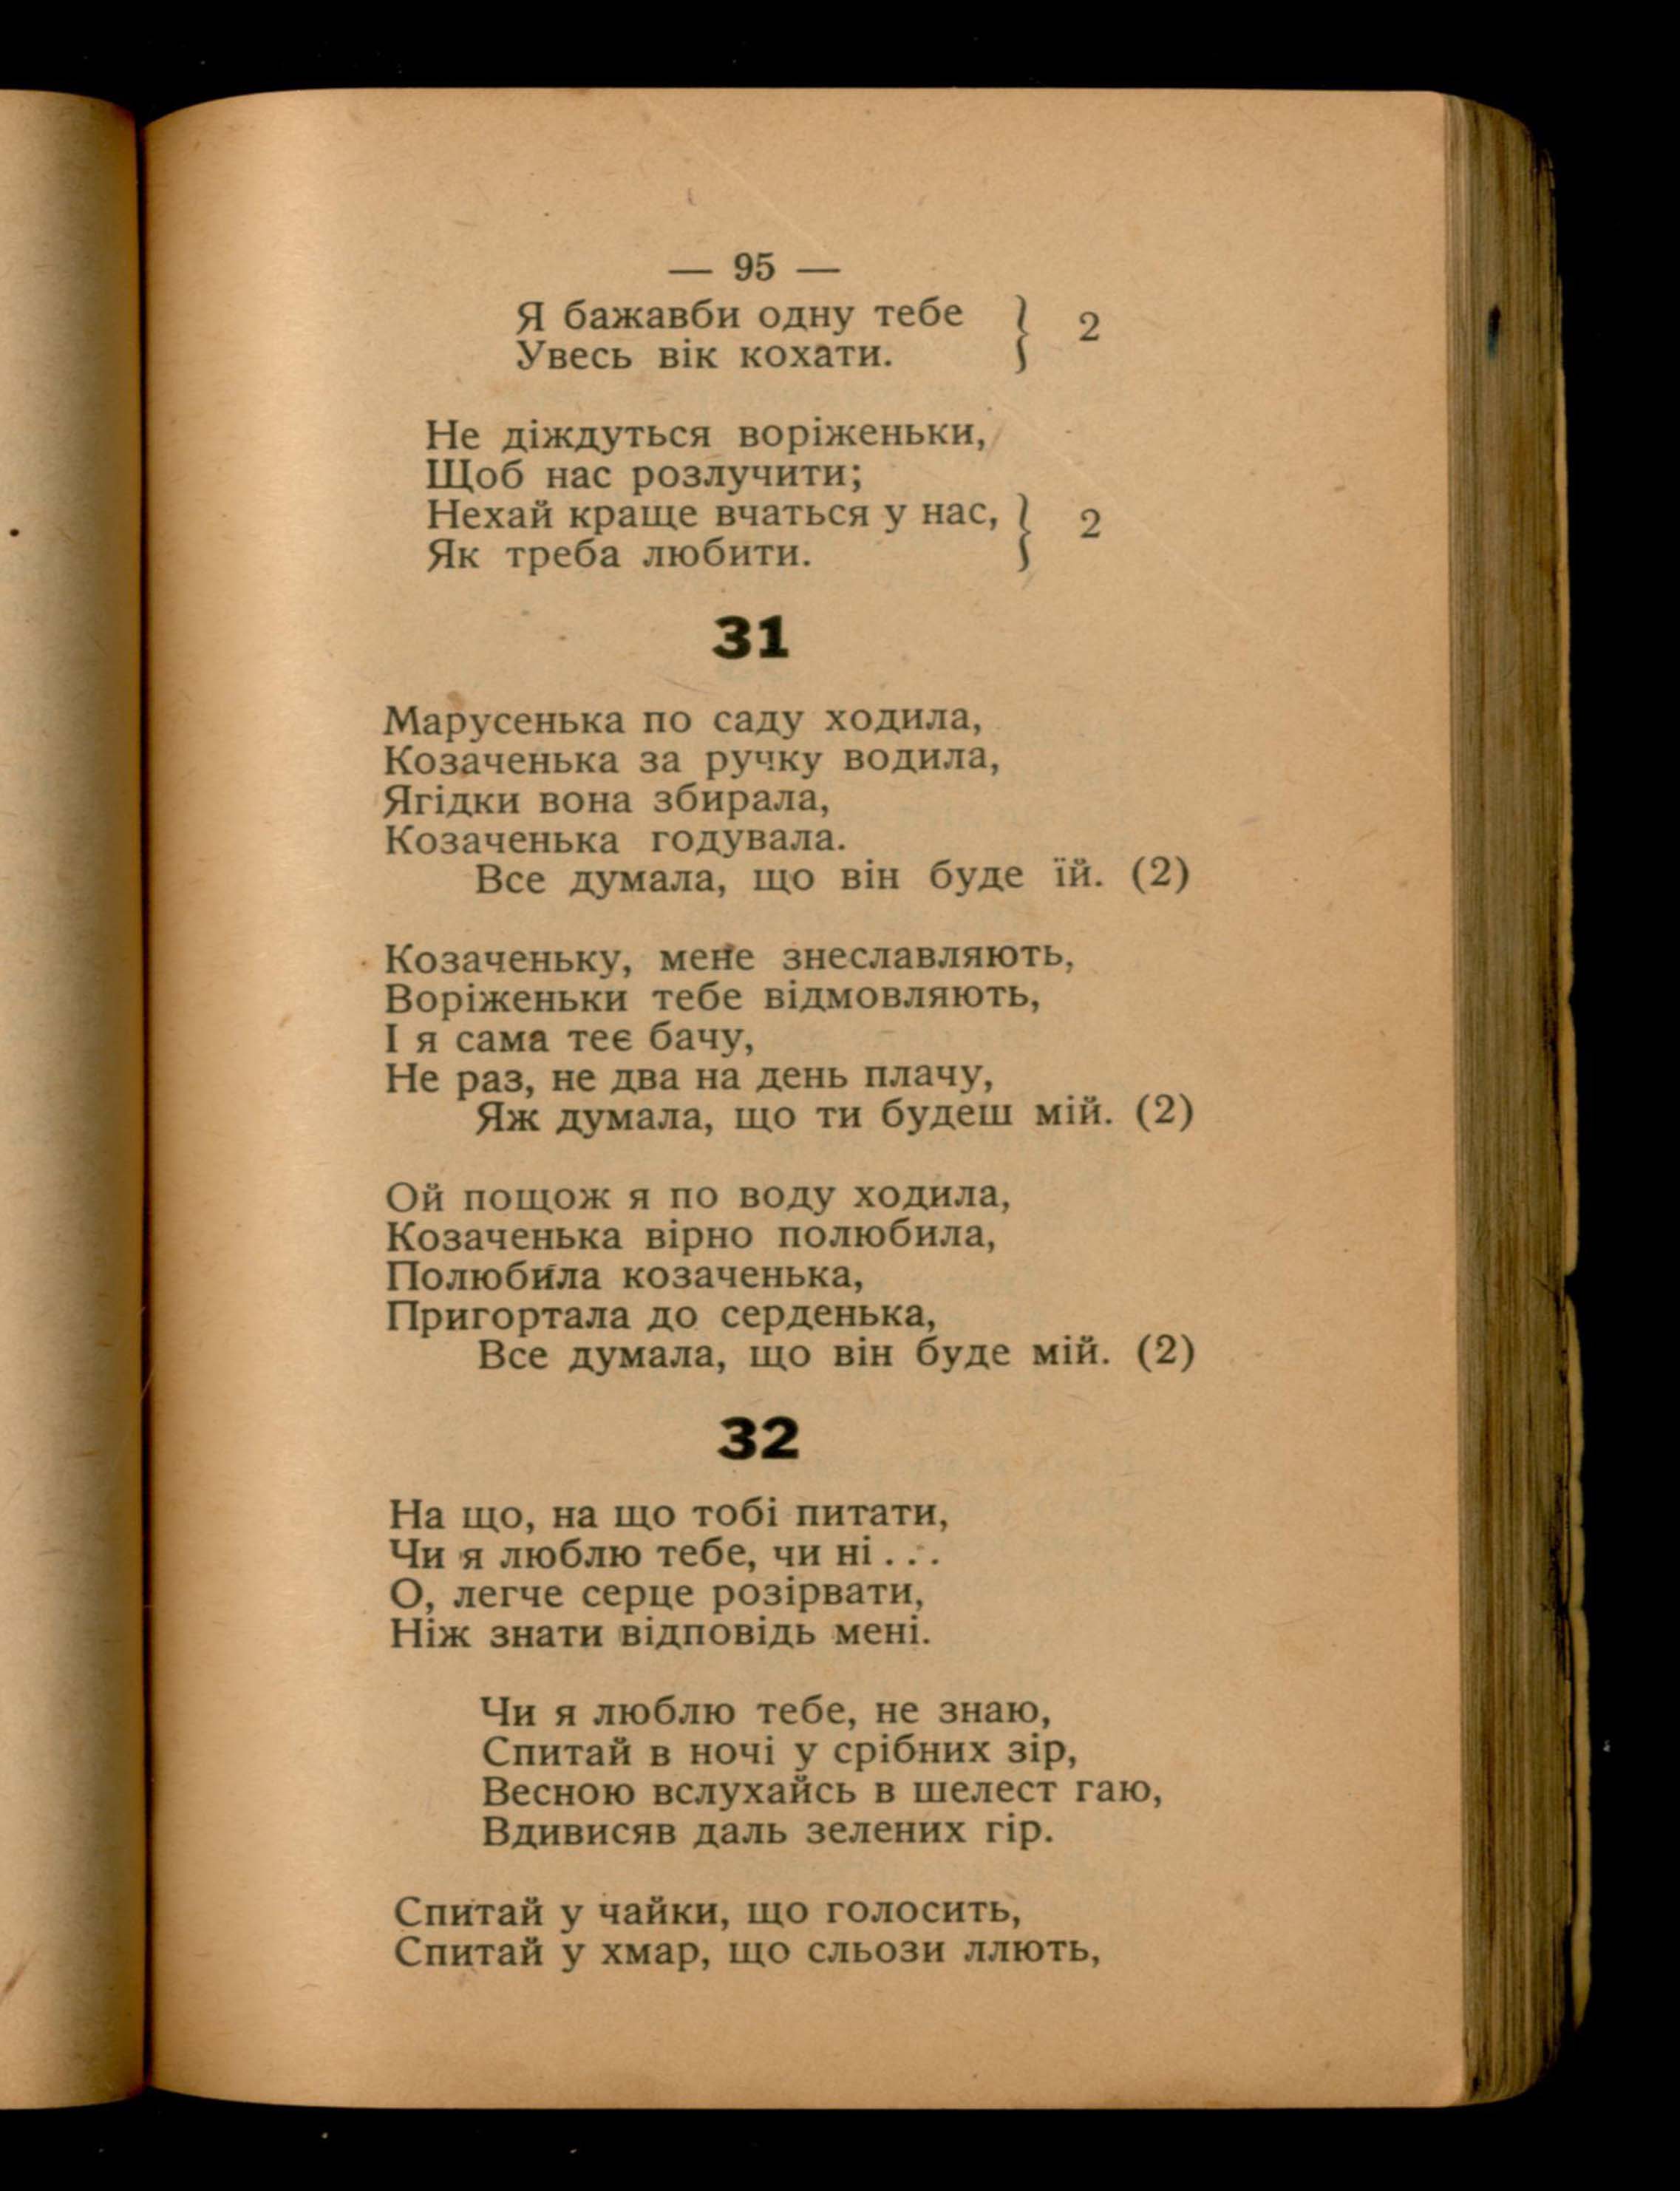 — 95 —
Я бажавби одну тебе } 2
Увесь вік кохати.
Не діждуться воріженьки,
Щоб нас розлучити;
Нехай краще вчаться у нас, } 2
Як треба любити.
31
Марусенька по саду ходила,
Козаченька за ручку водила,
Ягідки вона збирала,
Козаченька годувала.
Все думала, що він буде їй. (2)
Козаченьку, мене знеславляють,
Воріженьки тебе відмовляють,
І я сама теє бачу,
Не раз, не два на день плачу,
Яж думала, що ти будеш мій. (2)
Ой пощож я по воду ходила,
Козаченька вірно полюбила,
Полюбила козаченька,
Пригортала до серденька,
Все думала, що він буде мій. (2)
32
На що, на що тобі питати,
Чи я люблю тебе, чи ні . . .
О, легче серце розірвати,
Ніж знати відповідь мені.
Чи я люблю тебе, не знаю,
Спитай в ночі у срібних зір,
Весною вслухайсь в шелест гаю,
Вдивисяв даль зелених гір.
Спитай у чайки, що голосить,
Спитай у хмар, що сльози ллють,